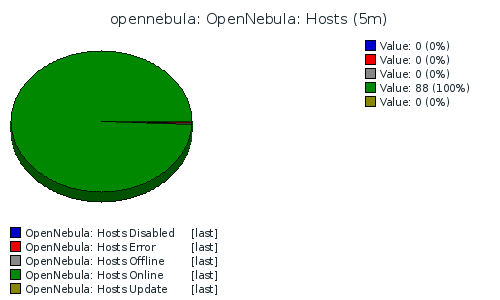 opennebula: OpenNebula: Hosts (5m)
Value: 0 (0%)
Value: 0 (0%)
Value: 0 (0%)
Value: 88 (100%)
Value: 0 (0%)
OpenNebula: Hosts Disabled [last]
OpenNebula: Hosts Error [last]
OpenNebula: Hosts Offline [last]
OpenNebula: Hosts Online [last]
OpenNebula: Hosts Update [last]